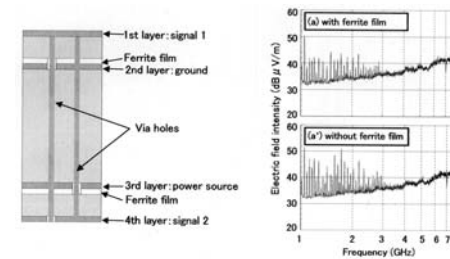 1st layer: signal 1
Ferrite film
2nd layer: ground
Via holes
3rd layer: power source
Ferrite film
4th layer: signal 2
60
(a) with ferrite film
50
40
30
20
60
(a') without ferrite film
50
40
30
20
1 2 3 4 5 6 7
Frequency (GHz)
Electric field intensity (dBμV/m)